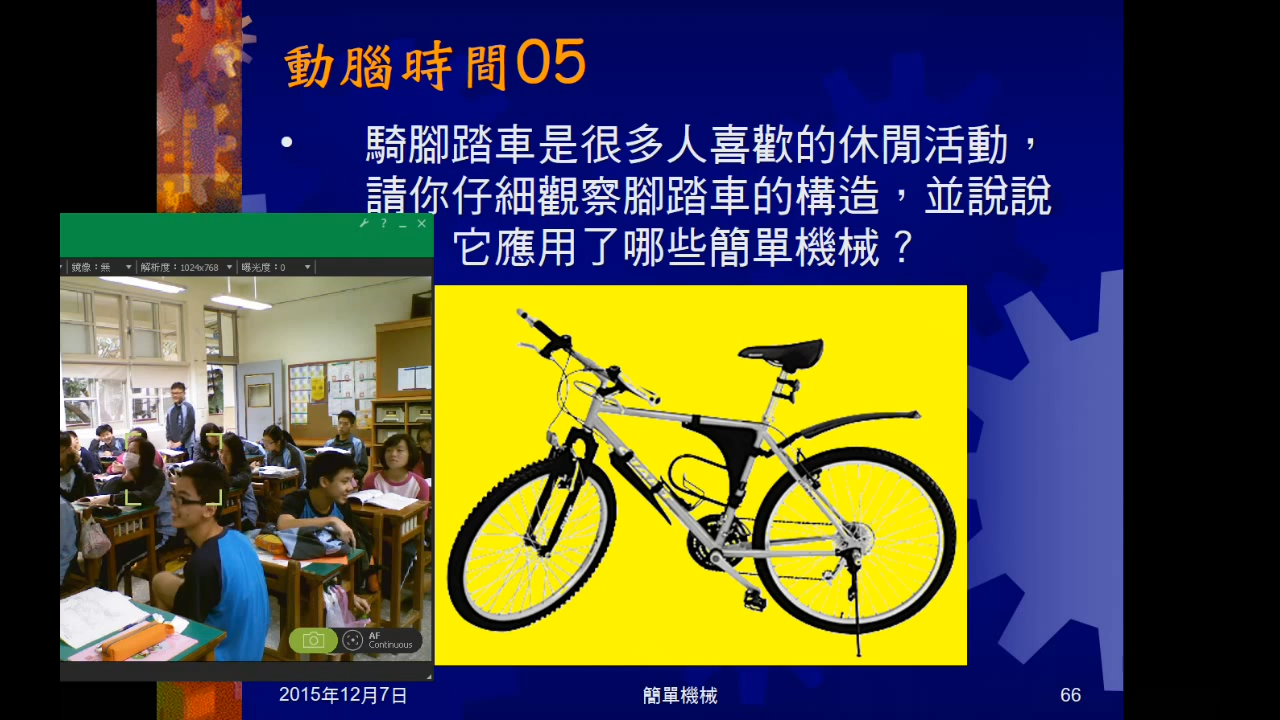 動腦時間05
• 騎腳踏車是很多人喜歡的休閒活動，
請你仔細觀察腳踏車的構造，並說說
它應用了哪些簡單機械？
鏡像：無 解析度：1024x768 曝光度：0
AF
Continuous
2015年12月7日 簡單機械 66